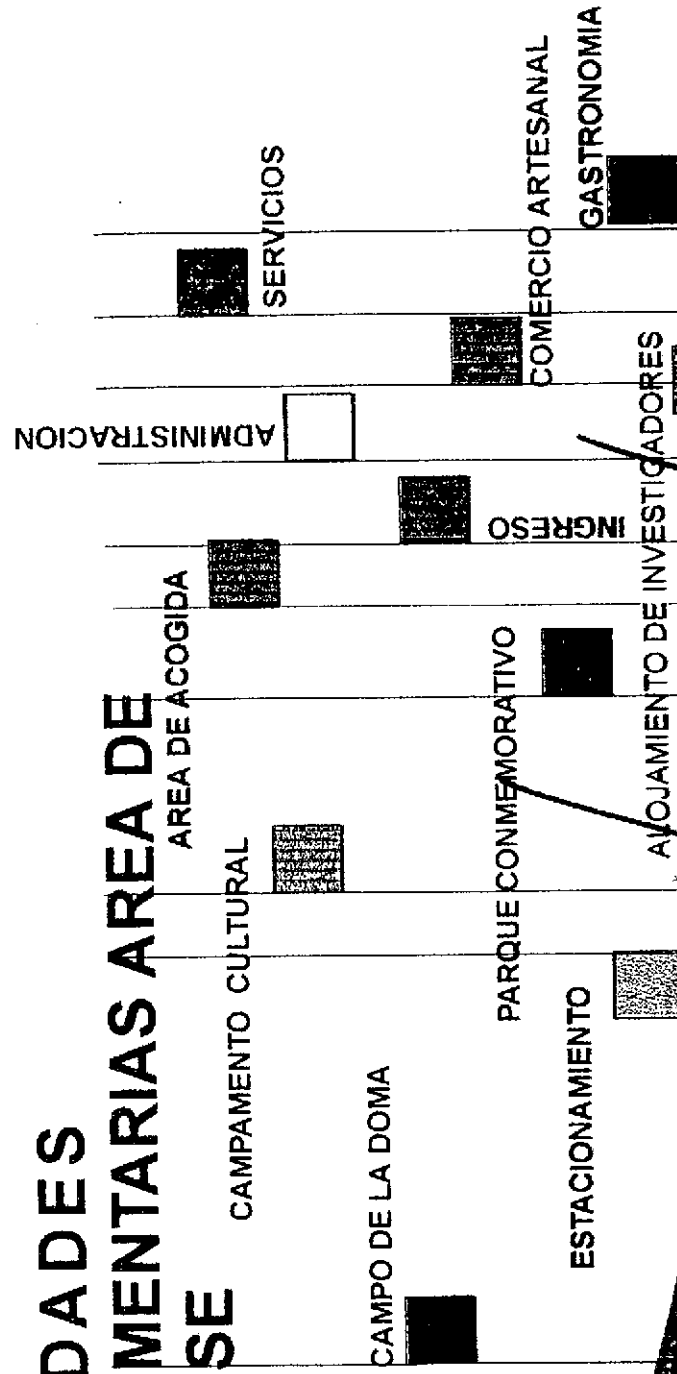 DADES
MENTARIAS AREA DE
SE
AREA DE ACOGIDA
ADMINISTRACION
SERVICIOS
CAMPAMENTO CULTURAL
CAMPO DE LA DOMA
INGRESO
COMERCIO ARTESANAL
PARQUE CONMEMORATIVO
GASTRONOMIA
ESTACIONAMIENTO
ALOJAMIENTO DE INVESTIGADORES